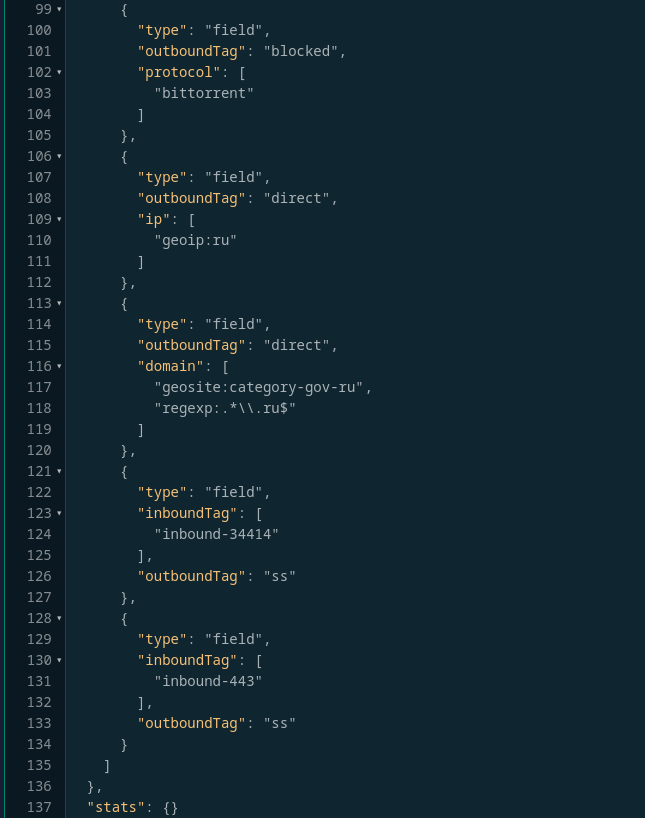 99 ▾ {
100 "type": "field",
101 "outboundTag": "blocked",
102 ▾ "protocol": [
103 "bittorrent"
104 ]
105 },
106 ▾ {
107 "type": "field",
108 "outboundTag": "direct",
109 ▾ "ip": [
110 "geoip:ru"
111 ]
112 },
113 ▾ {
114 "type": "field",
115 "outboundTag": "direct",
116 ▾ "domain": [
117 "geosite:category-gov-ru",
118 "regexp:.*\\.ru$"
119 ]
120 },
121 ▾ {
122 "type": "field",
123 ▾ "inboundTag": [
124 "inbound-34414"
125 ],
126 "outboundTag": "ss"
127 },
128 ▾ {
129 "type": "field",
130 ▾ "inboundTag": [
131 "inbound-443"
132 ],
133 "outboundTag": "ss"
134 }
135 ]
136 },
137 "stats": {}